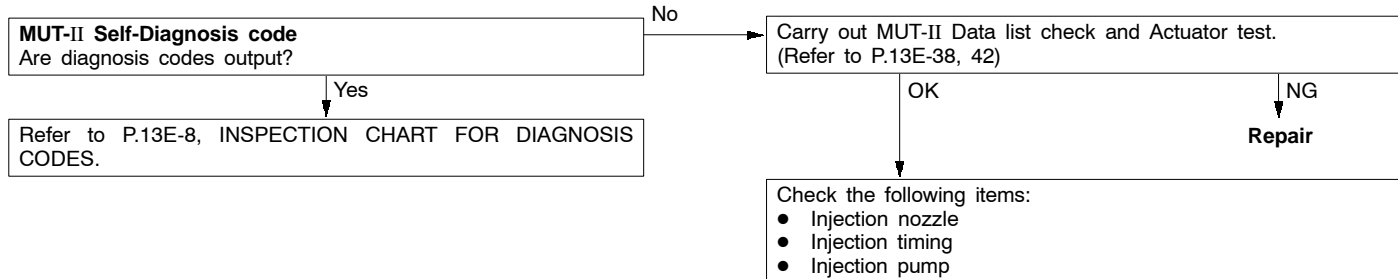 MUT-II Self-Diagnosis code
Are diagnosis codes output?
No
Carry out MUT-II Data list check and Actuator test.
(Refer to P.13E-38, 42)
Yes
OK
NG
Refer to P.13E-8, INSPECTION CHART FOR DIAGNOSIS
CODES.
Repair
Check the following items:
● Injection nozzle
● Injection timing
● Injection pump